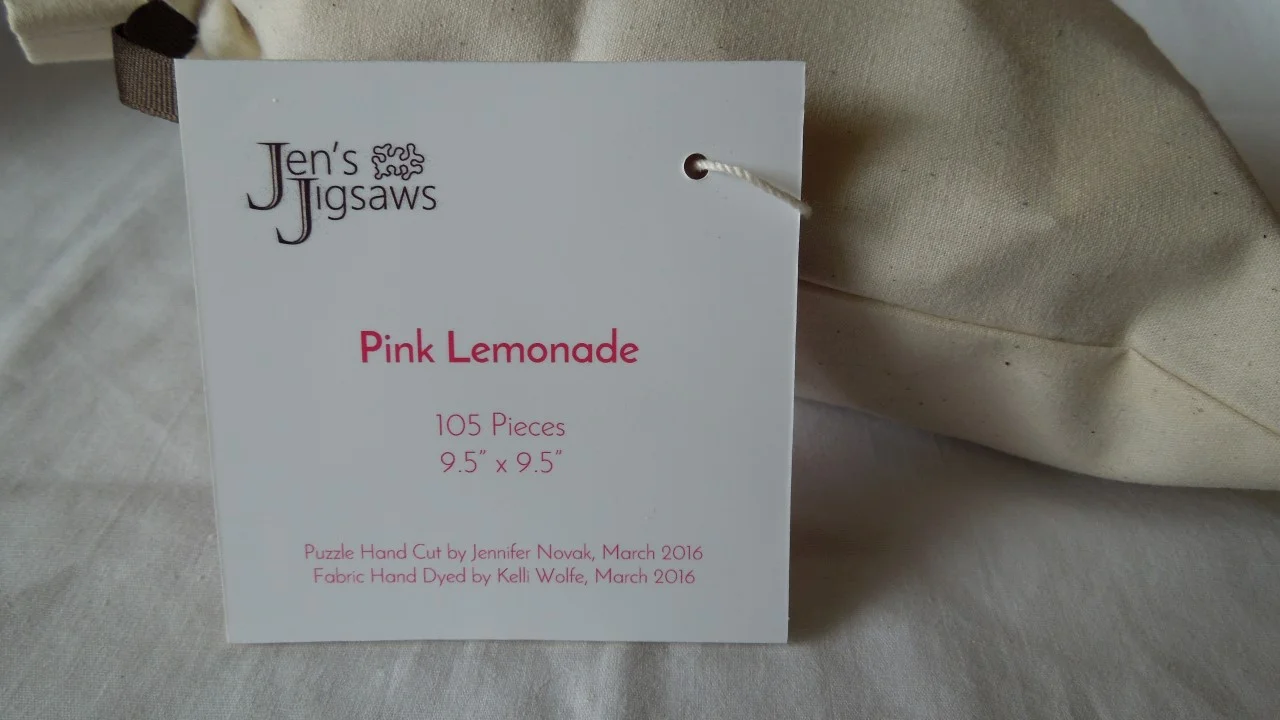 Jen's
Jigsaws
Pink Lemonade
105 Pieces
9.5" x 9.5"
Puzzle Hand Cut by Jennifer Novak, March 2016
Fabric Hand Dyed by Kelli Wolfe, March 2016